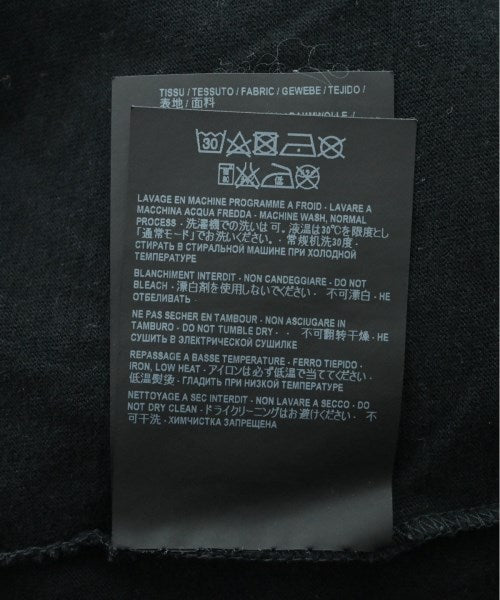 TISSU / TESSUTO / FABRIC / GEWEBE / TEJIDO /
表地 / 面料
30
LAVAGE EN MACHINE PROGRAMME A FROID - LAVARE A
MACCHINA ACQUA FREDDA - MACHINE WASH, NORMAL
PROCESS - 洗濯機での洗いは可。液温は30℃を限度とし
「通常モード」でお洗いください。- 常规机洗30度 -
СТИРАТЬ В СТИРАЛЬНОЙ МАШИНЕ ПРИ ХОЛОДНОЙ
ТЕМПЕРАТУРЕ
BLANCHIMENT INTERDIT - NON CANDEGGIARE - DO NOT
BLEACH - 漂白剤を使用しないでください - 不可漂白 - НЕ
ОТБЕЛИВАТЬ -
NE PAS SECHER EN TAMBOUR - NON ASCIUGARE IN
TAMBURO - DO NOT TUMBLE DRY - - 不可翻转干燥 - НЕ
СУШИТЬ В ЭЛЕКТРИЧЕСКОЙ СУШИЛКЕ
REPASSAGE A BASSE TEMPERATURE - FERRO TIEPIDO -
IRON, LOW HEAT - アイロンは必ず低温で当ててください -
低温熨烫 - ГЛАДИТЬ ПРИ НИЗКОЙ ТЕМПЕРАТУРЕ
NETTOYAGE A SEC INTERDIT - NON LAVARE A SECCO - DO
NOT DRY CLEAN - ドライクリーニングはお避けください - 不
可干洗 - ХИМЧИСТКА ЗАПРЕЩЕНА